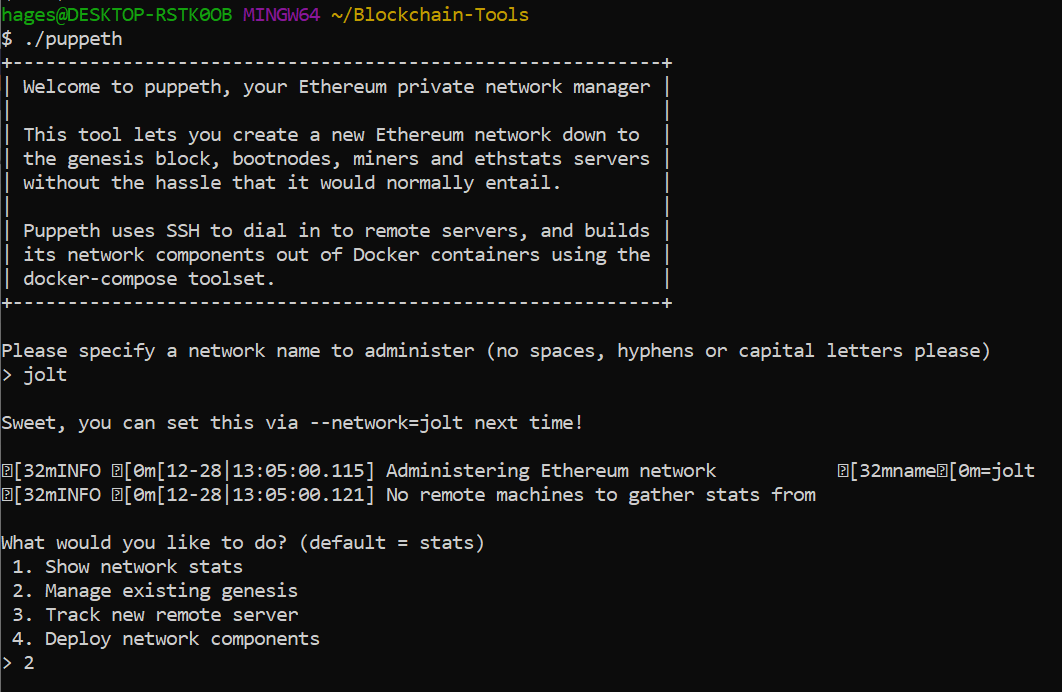 hages@DESKTOP-RSTK0OB MINGW64 ~/Blockchain-Tools
$ ./puppeth
+-----------------------------------------------------------+
| Welcome to puppeth, your Ethereum private network manager |
|                                                           |
| This tool lets you create a new Ethereum network down to  |
| the genesis block, bootnodes, miners and ethstats servers |
| without the hassle that it would normally entail.         |
|                                                           |
| Puppeth uses SSH to dial in to remote servers, and builds |
| its network components out of Docker containers using the |
| docker-compose toolset.                                   |
+-----------------------------------------------------------+
Please specify a network name to administer (no spaces, hyphens or capital letters please)
> jolt
Sweet, you can set this via --network=jolt next time!
⍰[32mINFO ⍰[0m[12-28|13:05:00.115] Administering Ethereum network           ⍰[32mname⍰[0m=jolt
⍰[32mINFO ⍰[0m[12-28|13:05:00.121] No remote machines to gather stats from
What would you like to do? (default = stats)
1. Show network stats
2. Manage existing genesis
3. Track new remote server
4. Deploy network components
> 2